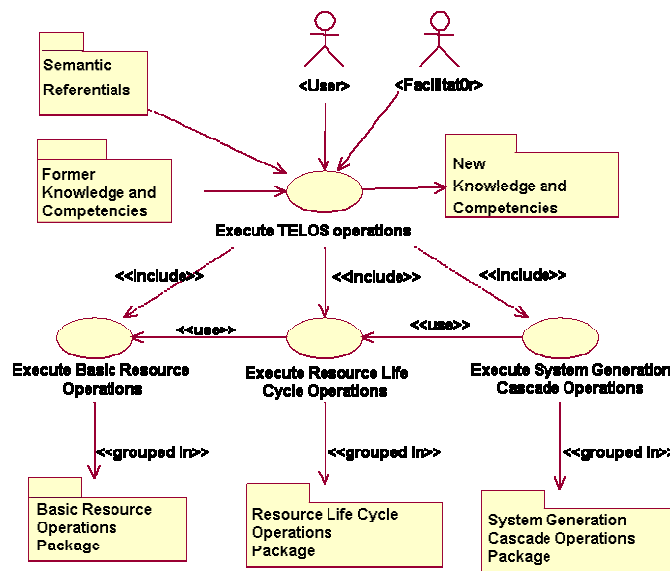 Semantic
Referentials
<User>
<Facilitat0r>
Former
Knowledge and
Competencies
New
Knowledge and
Competencies
Execute TELOS operations
<<Include>>
<<Include>>
<<Include>>
<<use>>
<<use>>
Execute Basic Resource
Operations
Execute Resource Life
Cycle Operations
Execute System Generation
Cascade Operations
<<grouped In>>
<<grouped In>>
<<grouped In>>
Basic Resource
Operations
Package
Resource Life Cycle
Operations
Package
System Generation
Cascade Operations
Package